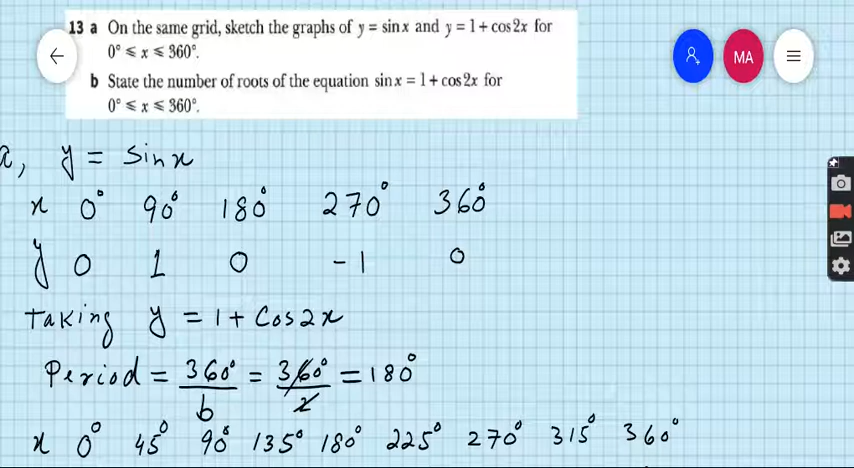 13 a On the same grid, sketch the graphs of y = sin x and y = 1 + cos 2x for
0° ⩽ x ⩽ 360°.
b State the number of roots of the equation sin x = 1 + cos 2x for
0° ⩽ x ⩽ 360°.
MA
a, y = sin x
x 0° 90° 180° 270° 360°
y 0 1 0 -1 0
taking y = 1 + Cos 2x
Period = 360°/b = 360°/2 = 180°
x 0° 45° 90° 135° 180° 225° 270° 315° 360°